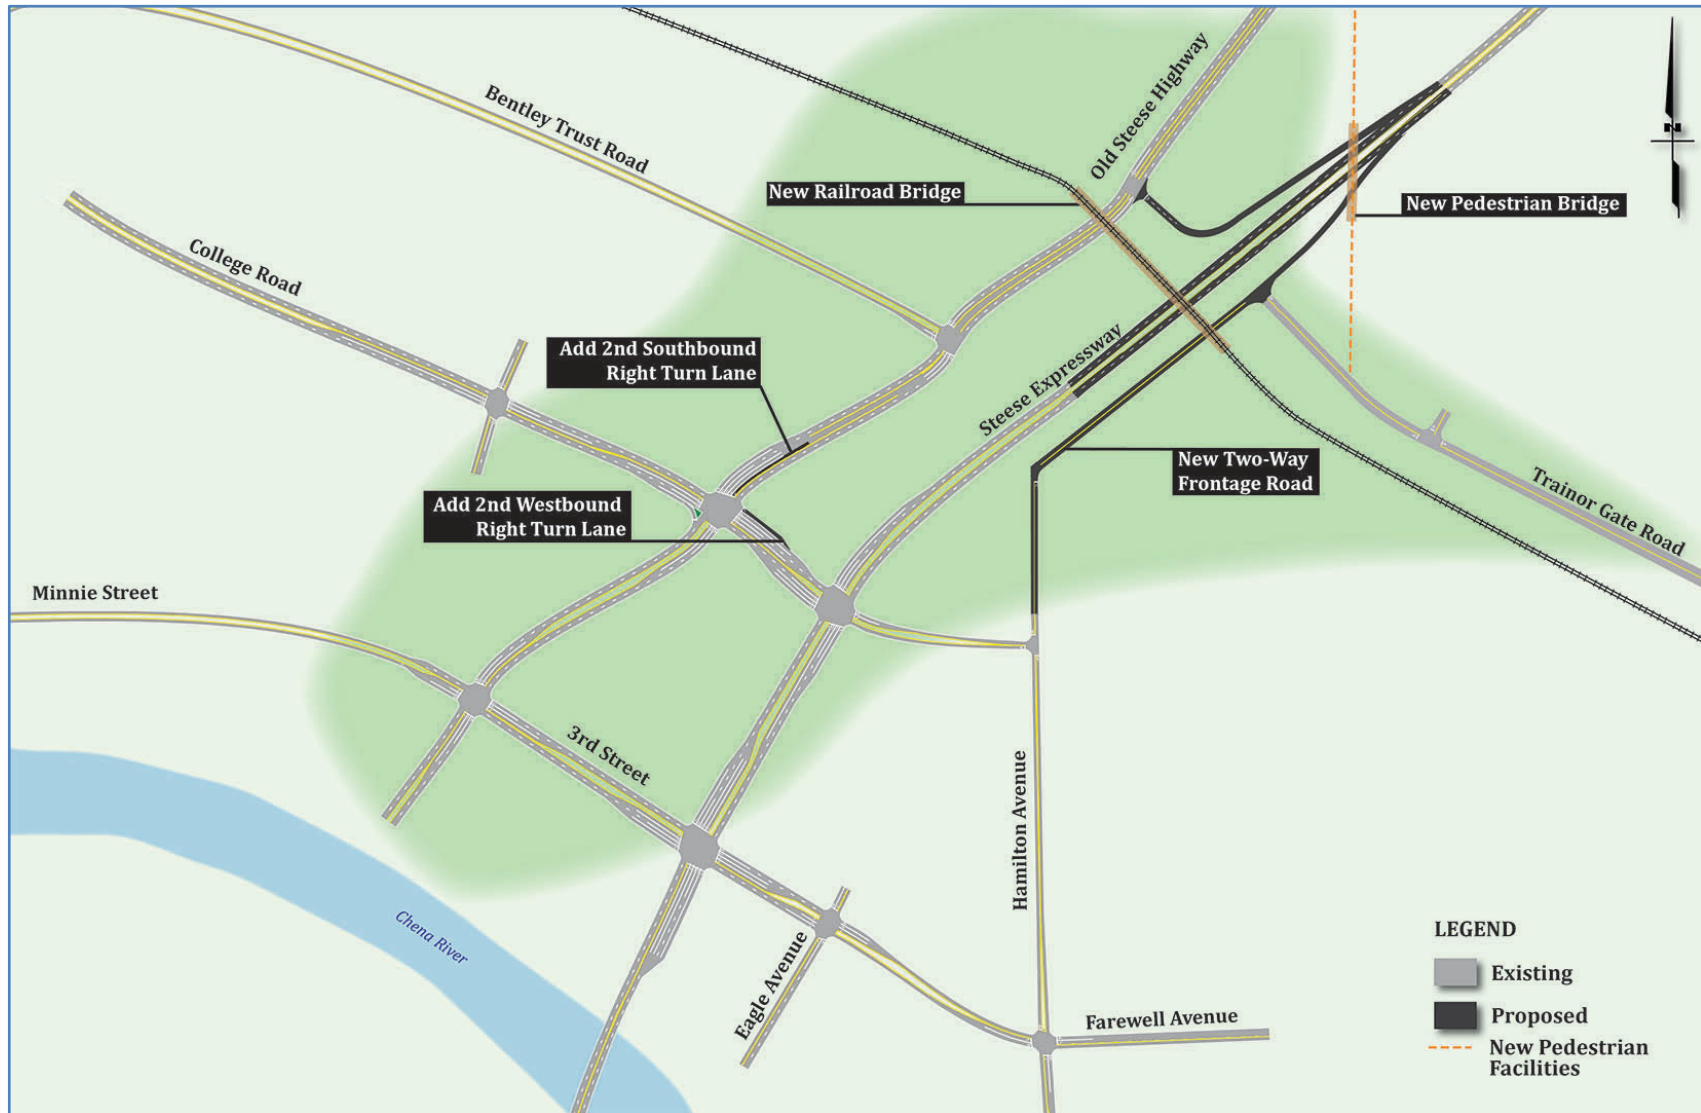 Bentley Trust Road
Old Steese Highway
N
New Railroad Bridge
New Pedestrian Bridge
College Road
Add 2nd Southbound
Right Turn Lane
Steese Expressway
New Two-Way
Frontage Road
Trainor Gate Road
Add 2nd Westbound
Right Turn Lane
Minnie Street
3rd Street
Hamilton Avenue
Chena River
Eagle Avenue
Farewell Avenue
LEGEND
Existing
Proposed
New Pedestrian
Facilities